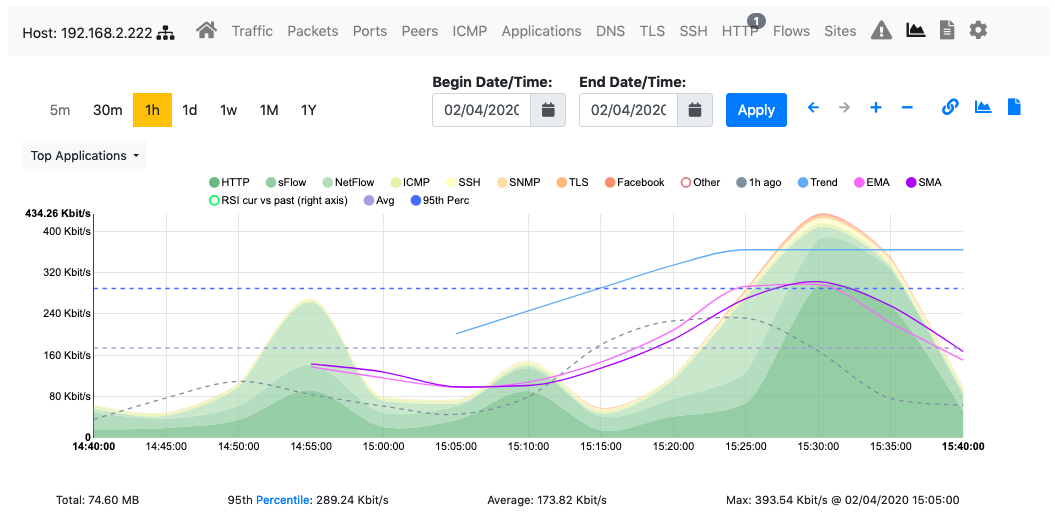 Host: 192.168.2.222 Traffic Packets Ports Peers ICMP Applications DNS TLS SSH HTTP 1 Flows Sites
Begin Date/Time: End Date/Time:
5m 30m 1h 1d 1w 1M 1Y 02/04/202 02/04/202 Apply
Top Applications
HTTP sFlow NetFlow ICMP SSH SNMP TLS Facebook Other 1h ago Trend EMA SMA
RSI cur vs past (right axis) Avg 95th Perc
434.26 Kbit/s
400 Kbit/s
320 Kbit/s
240 Kbit/s
160 Kbit/s
80 Kbit/s
0
14:40:00 14:45:00 14:50:00 14:55:00 15:00:00 15:05:00 15:10:00 15:15:00 15:20:00 15:25:00 15:30:00 15:35:00 15:40:00
Total: 74.60 MB 95th Percentile: 289.24 Kbit/s Average: 173.82 Kbit/s Max: 393.54 Kbit/s @ 02/04/2020 15:05:00